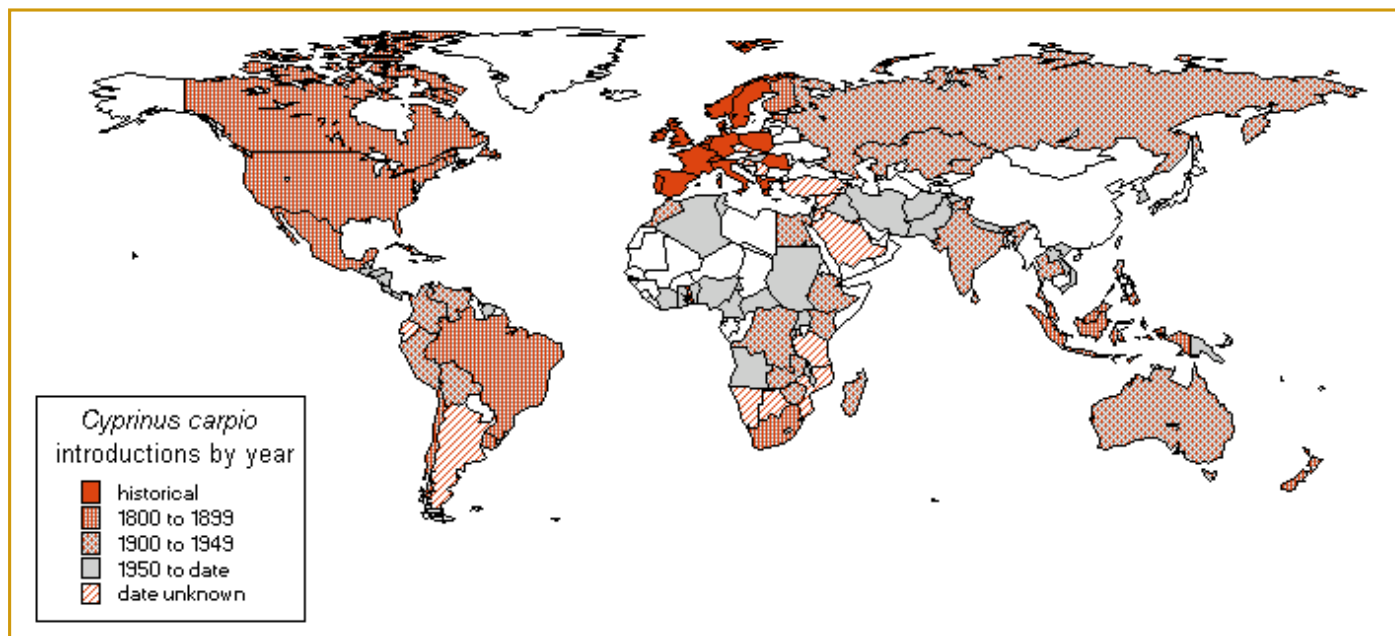 Cyprinus carpio
introductions by year
historical
1800 to 1899
1900 to 1949
1950 to date
date unknown